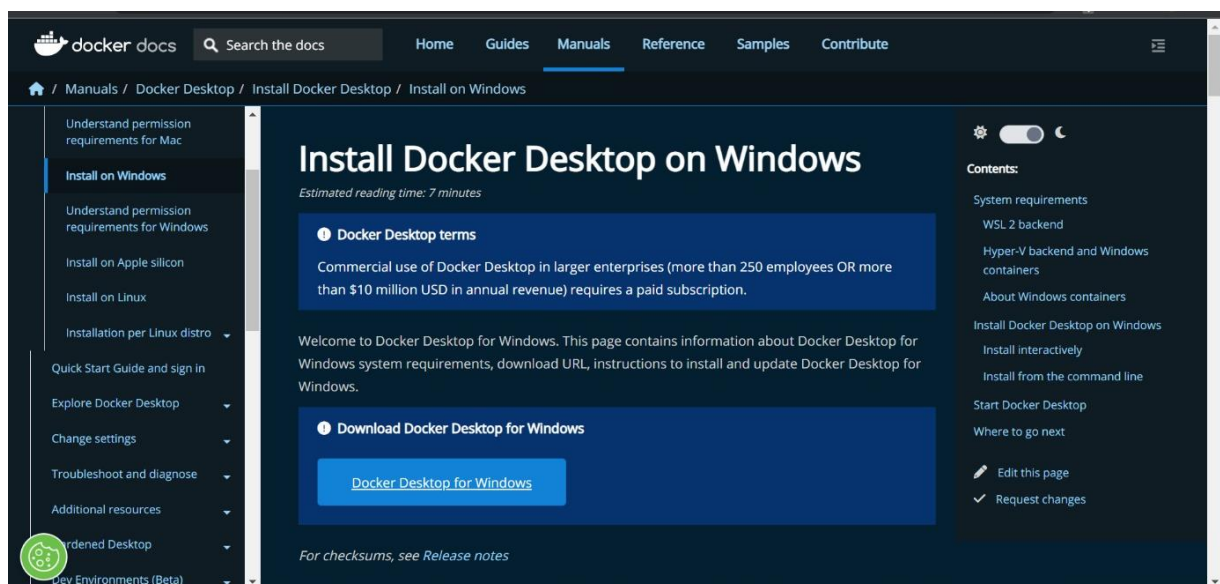 docker docs
Search the docs
Home Guides Manuals Reference Samples Contribute
/ Manuals / Docker Desktop / Install Docker Desktop / Install on Windows
Understand permission
requirements for Mac
Install on Windows
Understand permission
requirements for Windows
Install on Apple silicon
Install on Linux
Installation per Linux distro
Quick Start Guide and sign in
Explore Docker Desktop
Change settings
Troubleshoot and diagnose
Additional resources
rdened Desktop
Dev Environments (Beta)
Install Docker Desktop on Windows
Estimated reading time: 7 minutes
Docker Desktop terms
Commercial use of Docker Desktop in larger enterprises (more than 250 employees OR more
than $10 million USD in annual revenue) requires a paid subscription.
Welcome to Docker Desktop for Windows. This page contains information about Docker Desktop for
Windows system requirements, download URL, instructions to install and update Docker Desktop for
Windows.
Download Docker Desktop for Windows
Docker Desktop for Windows
For checksums, see Release notes
Contents:
System requirements
WSL 2 backend
Hyper-V backend and Windows
containers
About Windows containers
Install Docker Desktop on Windows
Install interactively
Install from the command line
Start Docker Desktop
Where to go next
Edit this page
Request changes